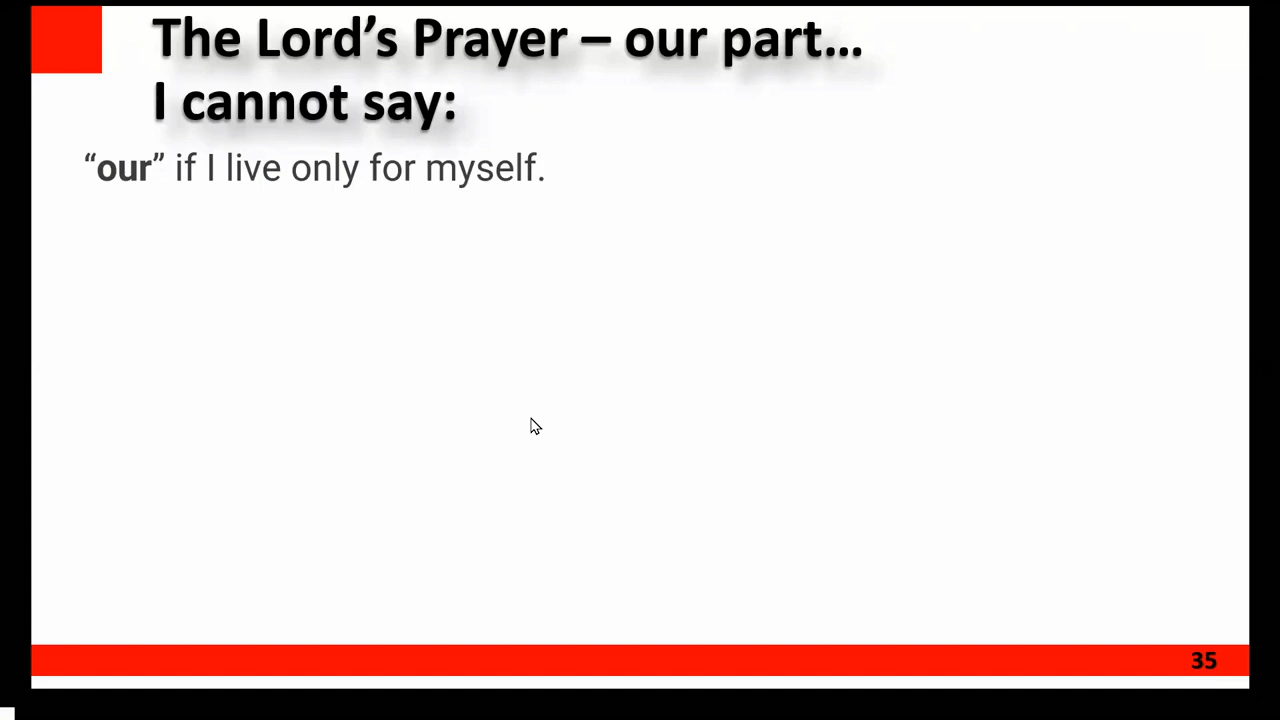 The Lord’s Prayer – our part…
I cannot say:
“our” if I live only for myself.
35